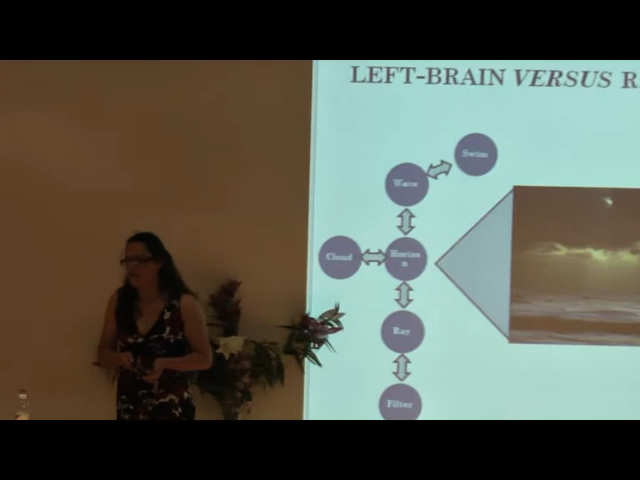 LEFT-BRAIN VERSUS R
Swim
Wave
Cloud
Horizo
n
Ray
Filter